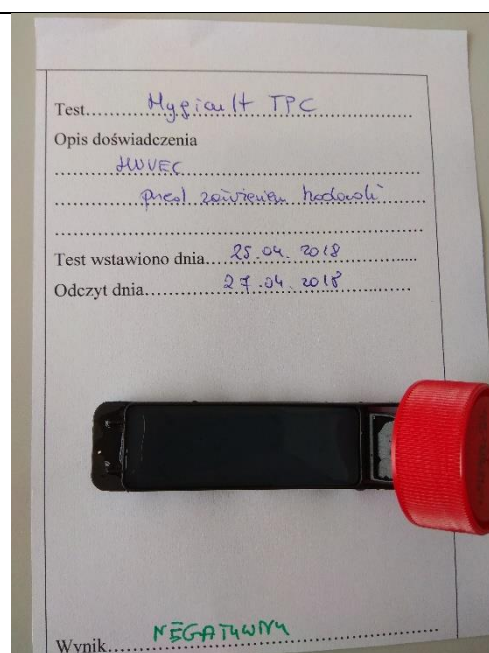 Test.......Hygicult TPC
Opis doświadczenia
HUVEC
przed założeniem hodowli
Test wstawiono dnia....25.04.2018......
Odczyt dnia.............27.04.2018
Wynik.......NEGATYWNY